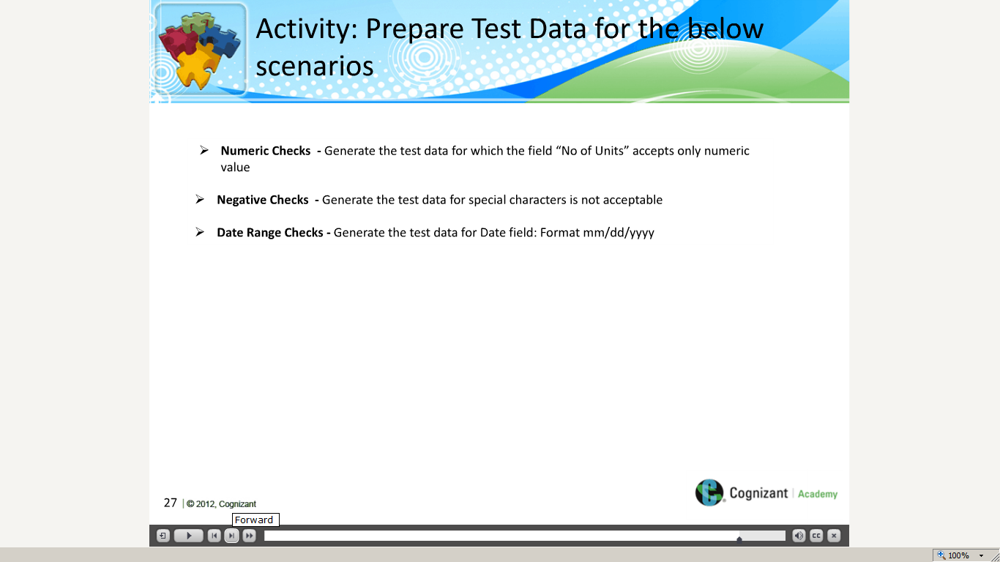 Activity: Prepare Test Data for the below
scenarios
Numeric Checks - Generate the test data for which the field “No of Units” accepts only numeric
value
Negative Checks - Generate the test data for special characters is not acceptable
Date Range Checks - Generate the test data for Date field: Format mm/dd/yyyy
Cognizant | Academy
27 | © 2012, Cognizant
Forward
CC
100%